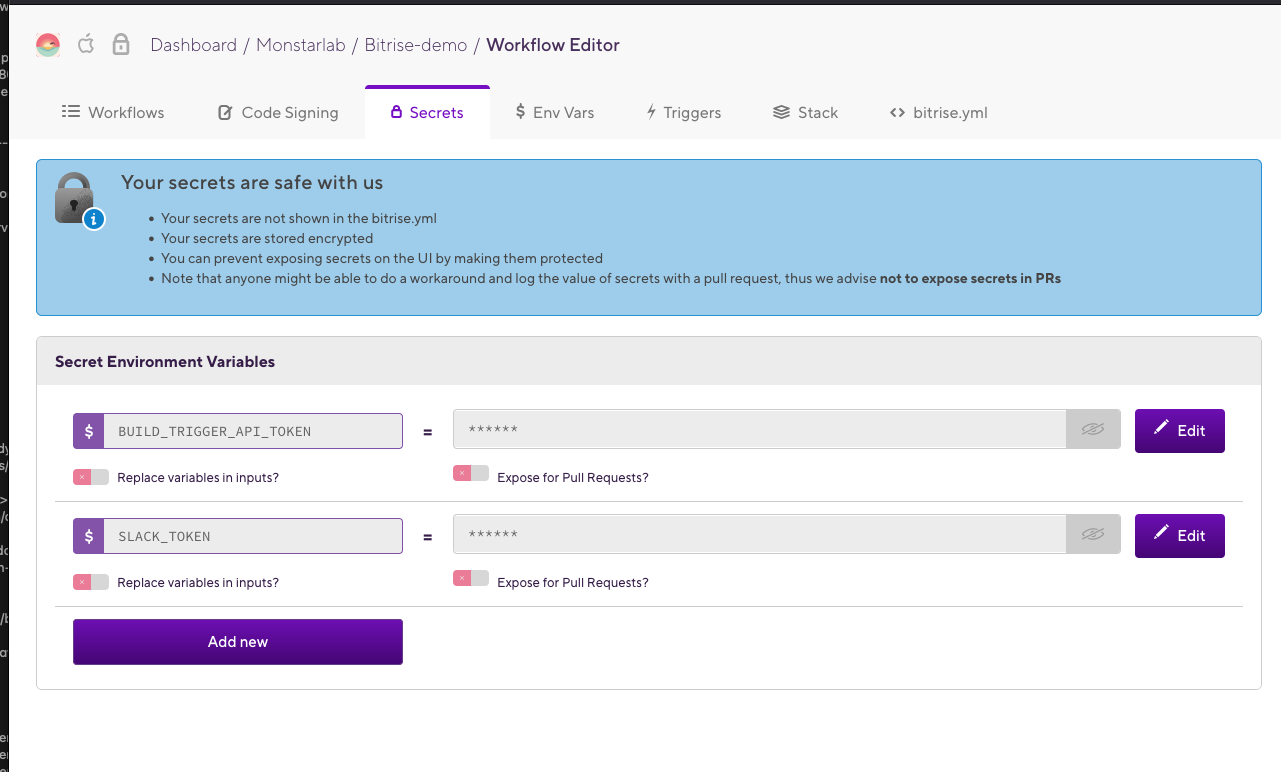 Dashboard / Monstarlab / Bitrise-demo / Workflow Editor
Workflows Code Signing Secrets $ Env Vars Triggers Stack <> bitrise.yml
Your secrets are safe with us
• Your secrets are not shown in the bitrise.yml
• Your secrets are stored encrypted
• You can prevent exposing secrets on the UI by making them protected
• Note that anyone might be able to do a workaround and log the value of secrets with a pull request, thus we advise not to expose secrets in PRs
Secret Environment Variables
$ BUILD_TRIGGER_API_TOKEN = ****** Edit
Replace variables in inputs? Expose for Pull Requests?
$ SLACK_TOKEN = ****** Edit
Replace variables in inputs? Expose for Pull Requests?
Add new